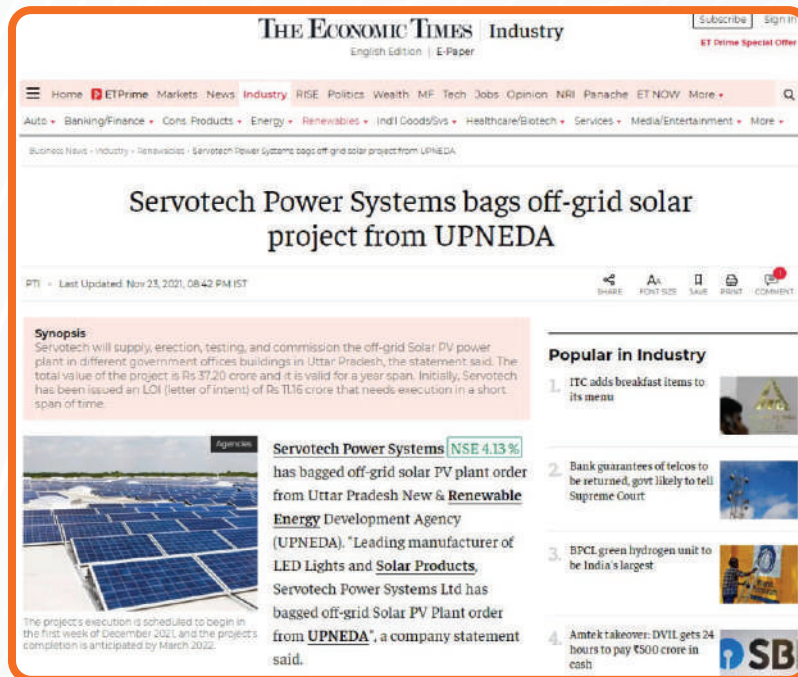 THE ECONOMIC TIMES | Industry
English Edition | E-Paper
Subscribe Sign In
ET Prime Special Offer
Home ETPrime Markets News Industry RISE Politics Wealth MF Tech Jobs Opinion NRI Panache ET NOW More
Auto Banking/Finance Cons. Products Energy Renewables Ind'l Goods/Svs Healthcare/Biotech Services Media/Entertainment More
Business News › Industry › Renewables › Servotech Power Systems bags off-grid solar project from UPNEDA
Servotech Power Systems bags off-grid solar
project from UPNEDA
PTI • Last Updated: Nov 23, 2021, 08:42 PM IST
SHARE FONT SIZE SAVE PRINT COMMENT
1
Synopsis
Servotech will supply, erection, testing, and commission the off-grid Solar PV power
plant in different government offices buildings in Uttar Pradesh, the statement said. The
total value of the project is Rs 37.20 crore and it is valid for a year span. Initially, Servotech
has been issued an LOI (letter of intent) of Rs 11.16 crore that needs execution in a short
span of time.
Agencies
The project's execution is scheduled to begin in
the first week of December 2021, and the project's
completion is anticipated by March 2022.
Servotech Power Systems NSE 4.13 %
has bagged off-grid solar PV plant order
from Uttar Pradesh New & Renewable
Energy Development Agency
(UPNEDA). "Leading manufacturer of
LED Lights and Solar Products,
Servotech Power Systems Ltd has
bagged off-grid Solar PV Plant order
from UPNEDA", a company statement
said.
Popular in Industry
1. ITC adds breakfast items to
its menu
2. Bank guarantees of telcos to
be returned, govt likely to tell
Supreme Court
3. BPCL green hydrogen unit to
be India's largest
4. Amtek takeover: DVIL gets 24
hours to pay ₹500 crore in
cash
SB